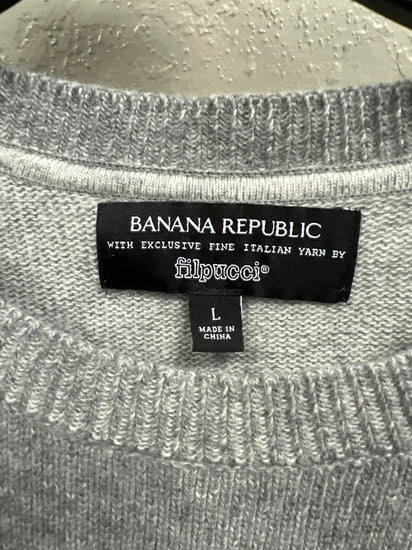 BANANA REPUBLIC
WITH EXCLUSIVE FINE ITALIAN YARN BY
filpucci®
L
MADE IN
CHINA